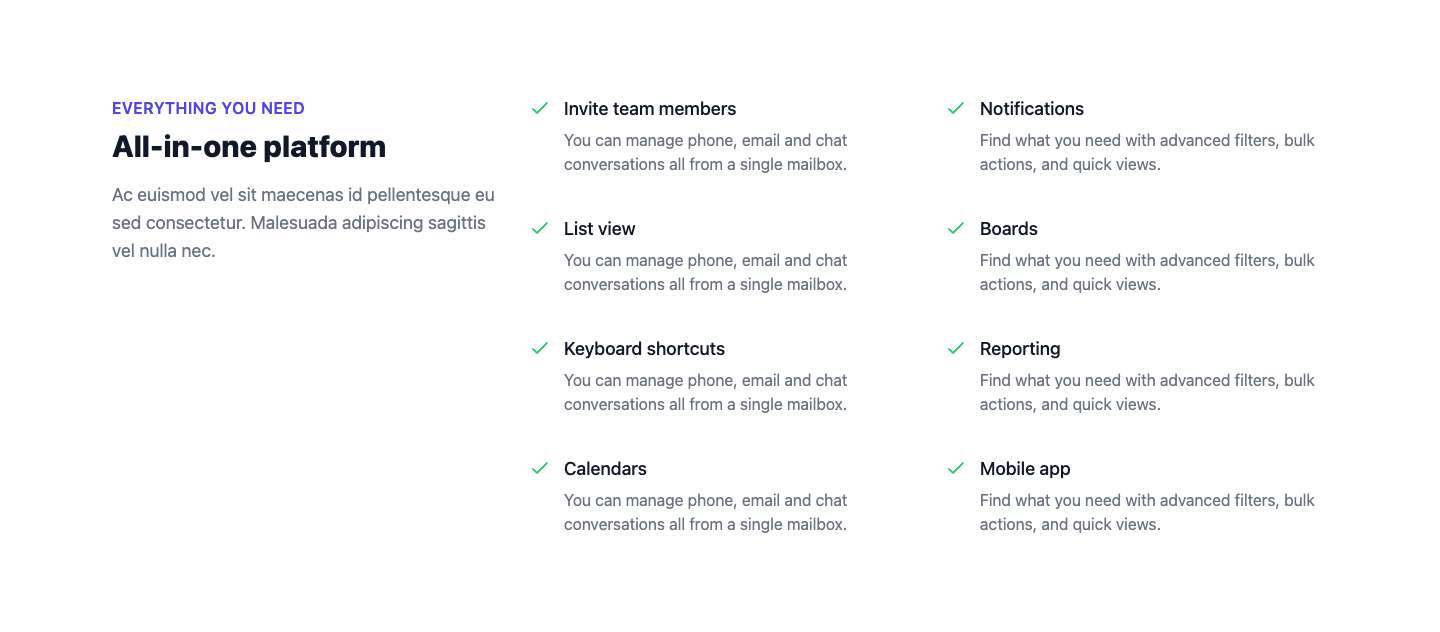 EVERYTHING YOU NEED
All-in-one platform
Ac euismod vel sit maecenas id pellentesque eu
sed consectetur. Malesuada adipiscing sagittis
vel nulla nec.
Invite team members
You can manage phone, email and chat
conversations all from a single mailbox.
List view
You can manage phone, email and chat
conversations all from a single mailbox.
Keyboard shortcuts
You can manage phone, email and chat
conversations all from a single mailbox.
Calendars
You can manage phone, email and chat
conversations all from a single mailbox.
Notifications
Find what you need with advanced filters, bulk
actions, and quick views.
Boards
Find what you need with advanced filters, bulk
actions, and quick views.
Reporting
Find what you need with advanced filters, bulk
actions, and quick views.
Mobile app
Find what you need with advanced filters, bulk
actions, and quick views.